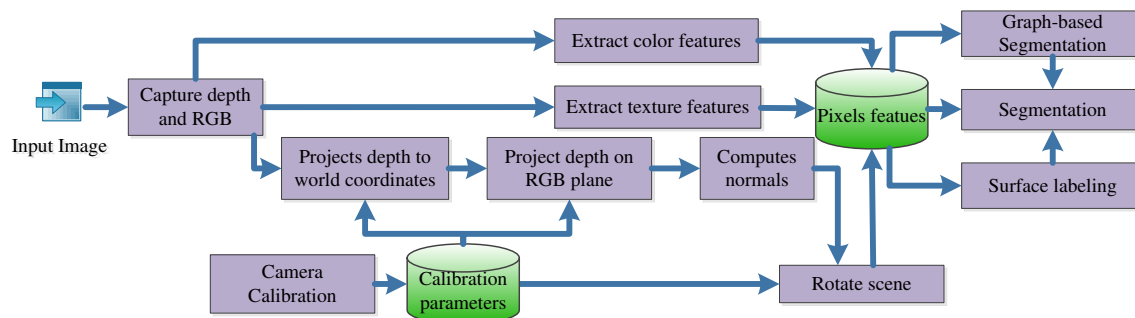 Input Image
Capture depth
and RGB
Extract color features
Extract texture features
Projects depth to
world coordinates
Project depth on
RGB plane
Computes
normals
Camera
Calibration
Calibration
parameters
Rotate scene
Pixels featues
Graph-based
Segmentation
Segmentation
Surface labeling